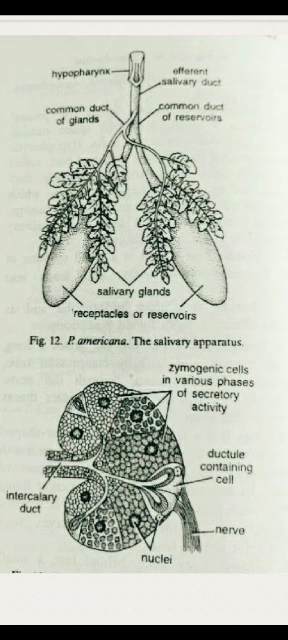 hypopharynx
efferent
salivary duct
common duct
of glands
common duct
of reservoirs
salivary glands
receptacles or reservoirs
Fig. 12. P. americana. The salivary apparatus.
zymogenic cells
in various phases
of secretory
activity
ductule
containing
cell
intercalary
duct
nerve
nuclei